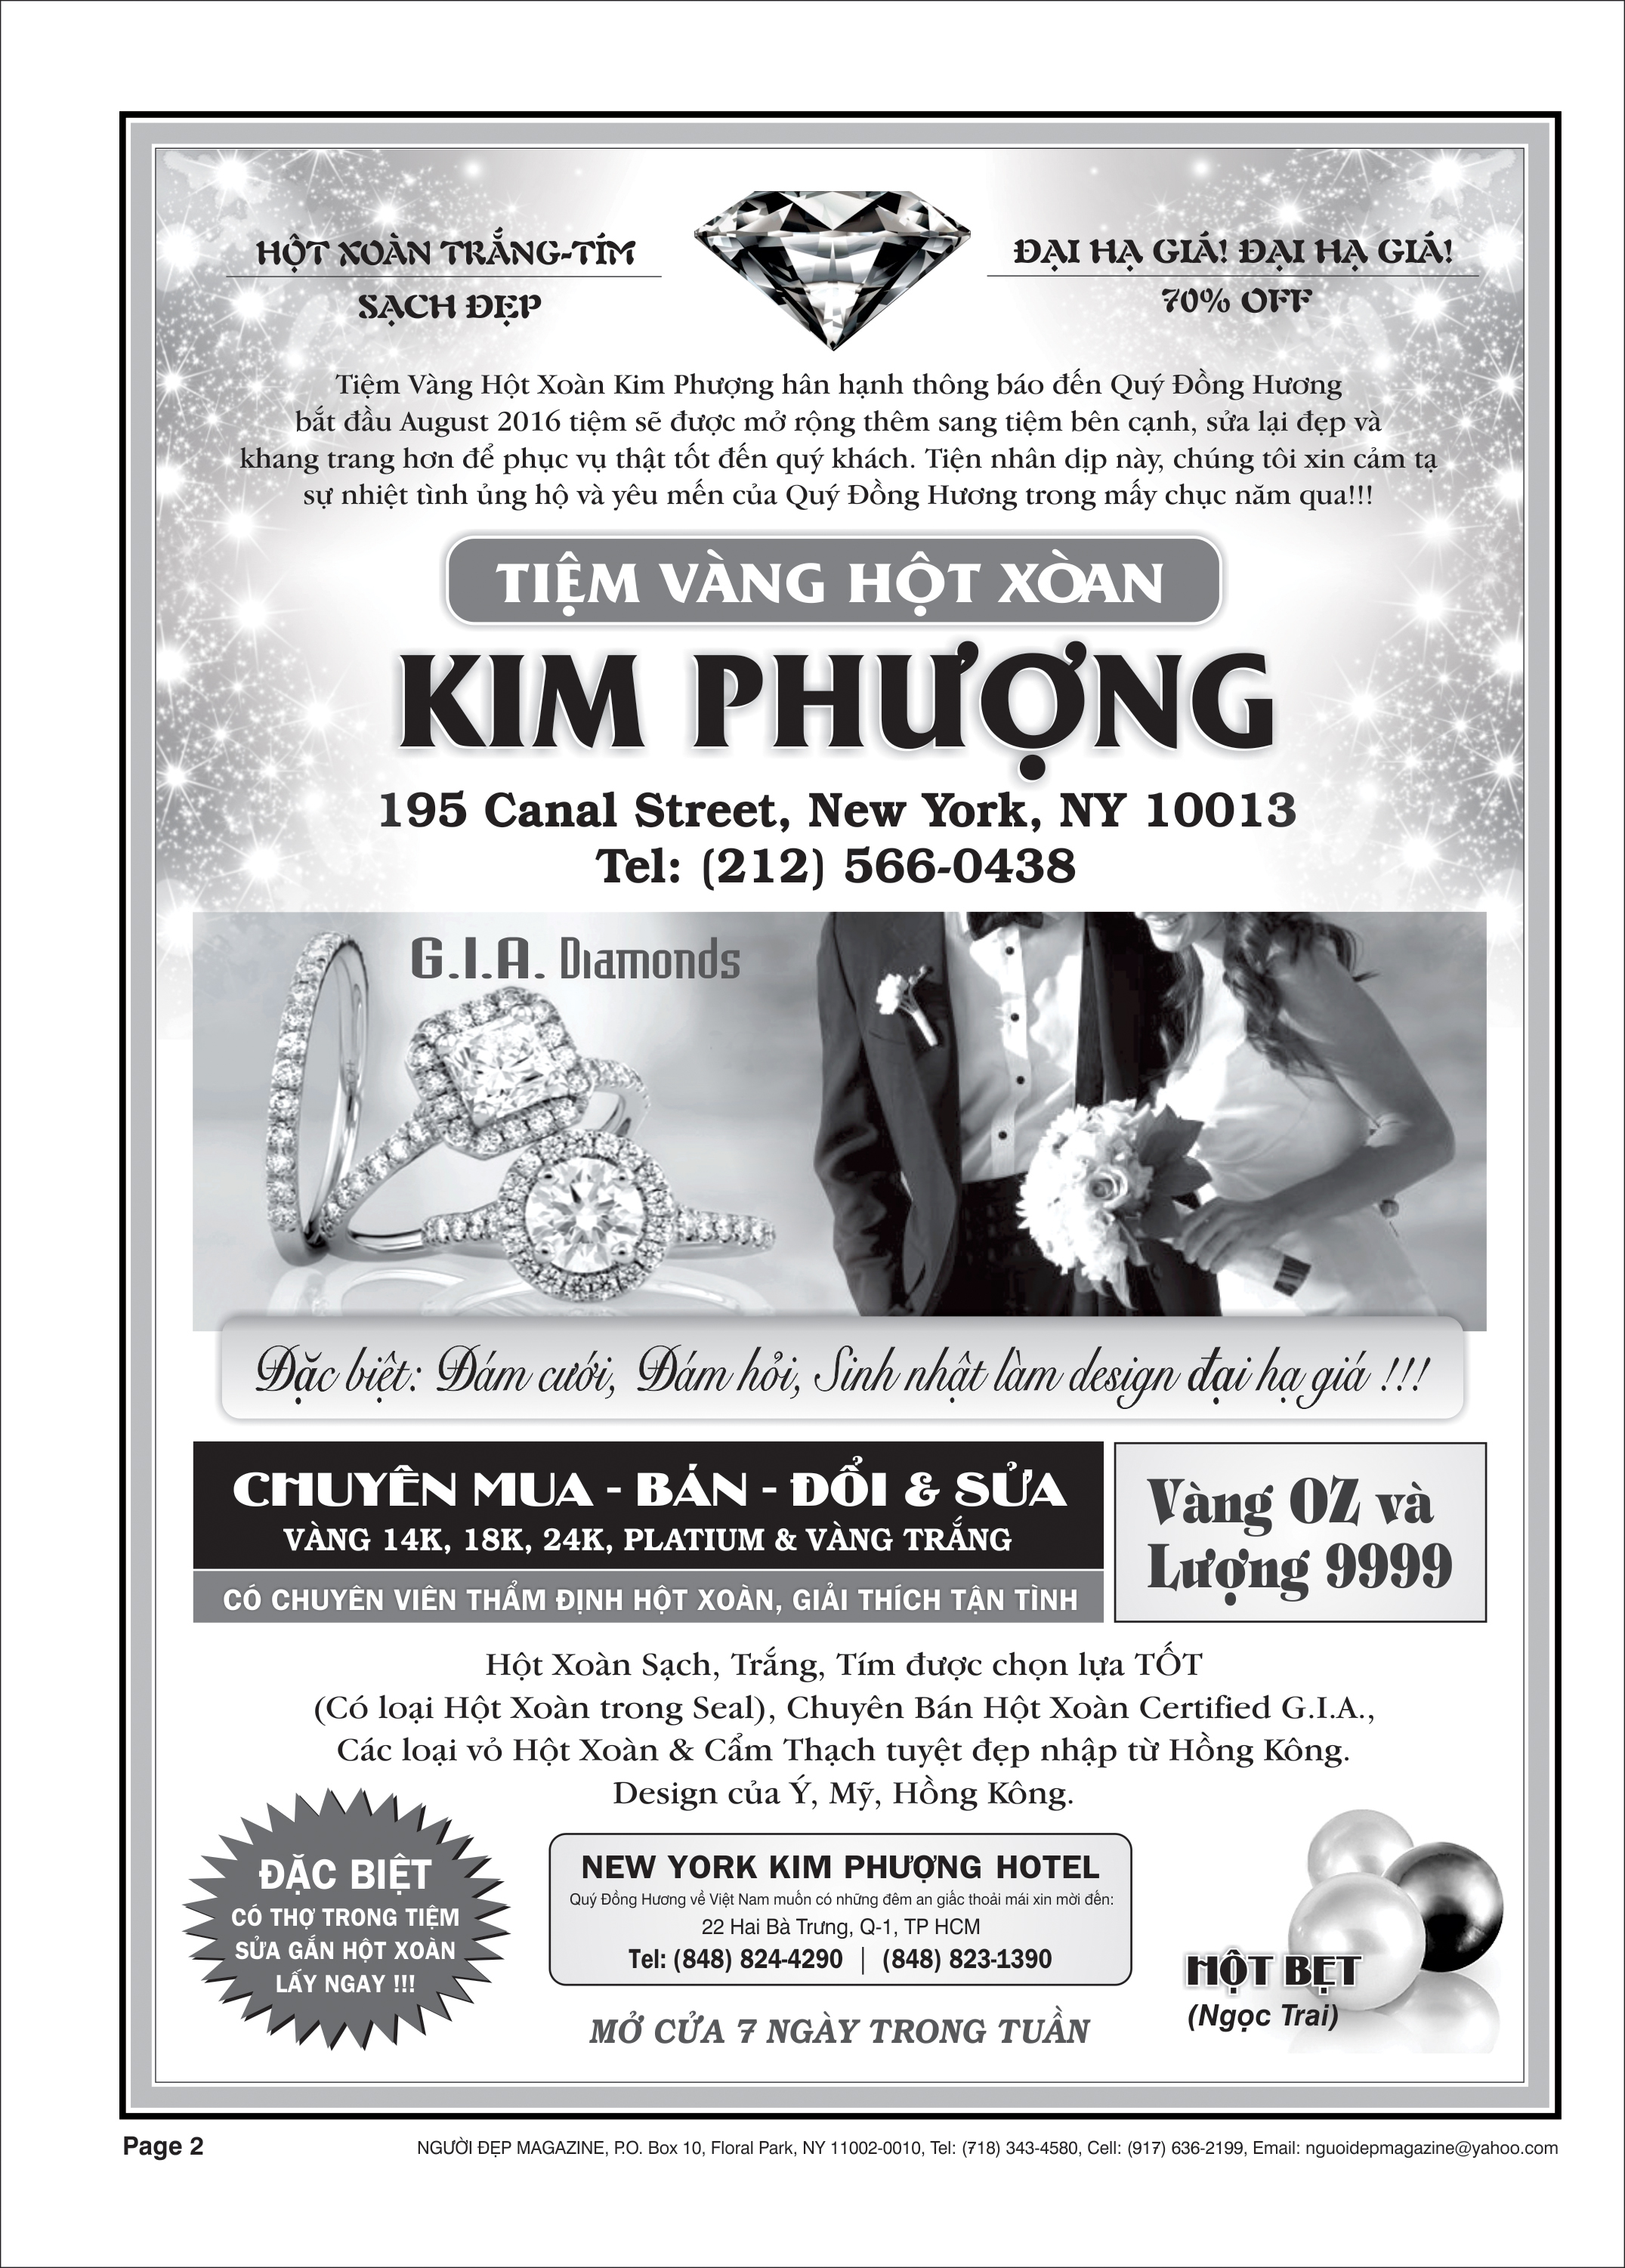 HỘT XOÀN TRẮNG-TÍM
SẠCH ĐẸP
ĐẠI HẠ GIÁ! ĐẠI HẠ GIÁ!
70% OFF
Tiệm Vàng Hột Xoàn Kim Phượng hân hạnh thông báo đến Quý Đồng Hương
bắt đầu August 2016 tiệm sẽ được mở rộng thêm sang tiệm bên cạnh, sửa lại đẹp và
khang trang hơn để phục vụ thật tốt đến quý khách. Tiện nhân dịp này, chúng tôi xin cảm tạ
sự nhiệt tình ủng hộ và yêu mến của Quý Đồng Hương trong mấy chục năm qua!!!
TIỆM VÀNG HỘT XÒAN
KIM PHƯỢNG
195 Canal Street, New York, NY 10013
Tel: (212) 566-0438
G.I.A. Diamonds
Đặc biệt: Đám cưới, Đám hỏi, Sinh nhật làm design đại hạ giá !!!
CHUYÊN MUA - BÁN - ĐỔI & SỬA
VÀNG 14K, 18K, 24K, PLATIUM & VÀNG TRẮNG
CÓ CHUYÊN VIÊN THẨM ĐỊNH HỘT XOÀN, GIẢI THÍCH TẬN TÌNH
Vàng OZ và
Lượng 9999
Hột Xoàn Sạch, Trắng, Tím được chọn lựa TỐT
(Có loại Hột Xoàn trong Seal), Chuyên Bán Hột Xoàn Certified G.I.A.,
Các loại vỏ Hột Xoàn & Cẩm Thạch tuyệt đẹp nhập từ Hồng Kông.
Design của Ý, Mỹ, Hồng Kông.
ĐẶC BIỆT
CÓ THỢ TRONG TIỆM
SỬA GẮN HỘT XOÀN
LẤY NGAY !!!
NEW YORK KIM PHƯỢNG HOTEL
Quý Đồng Hương về Việt Nam muốn có những đêm an giấc thoải mái xin mời đến:
22 Hai Bà Trưng, Q-1, TP HCM
Tel: (848) 824-4290 | (848) 823-1390
MỞ CỬA 7 NGÀY TRONG TUẦN
HỘT BẸT
(Ngọc Trai)
Page 2
NGƯỜI ĐẸP MAGAZINE, P.O. Box 10, Floral Park, NY 11002-0010, Tel: (718) 343-4580, Cell: (917) 636-2199, Email: nguoidepmagazine@yahoo.com